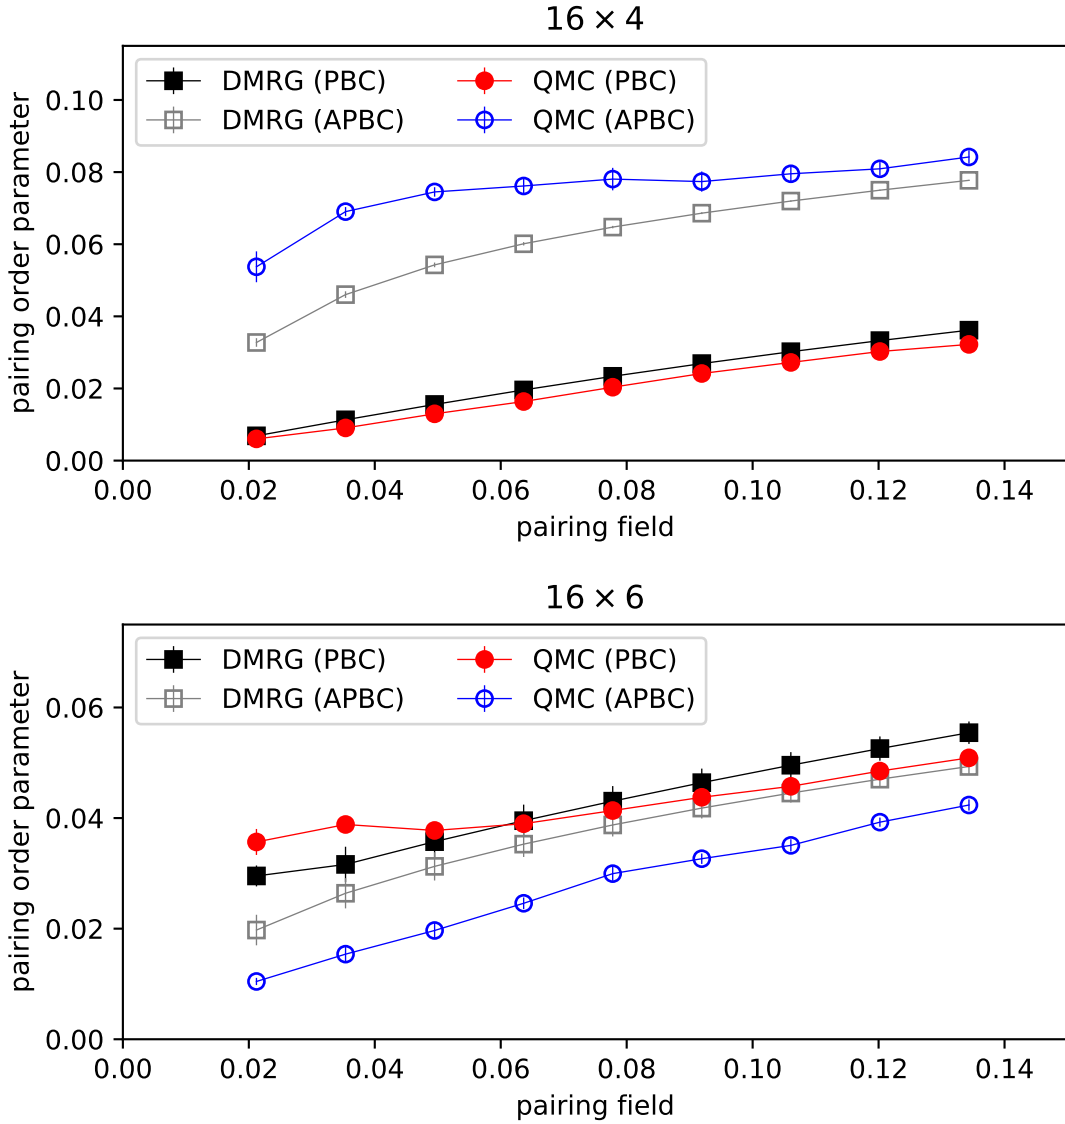 16 × 4
DMRG (PBC) QMC (PBC)
DMRG (APBC) QMC (APBC)
pairing order parameter
0.10
0.08
0.06
0.04
0.02
0.00
0.00 0.02 0.04 0.06 0.08 0.10 0.12 0.14
pairing field
16 × 6
DMRG (PBC) QMC (PBC)
DMRG (APBC) QMC (APBC)
pairing order parameter
0.06
0.04
0.02
0.00
0.00 0.02 0.04 0.06 0.08 0.10 0.12 0.14
pairing field